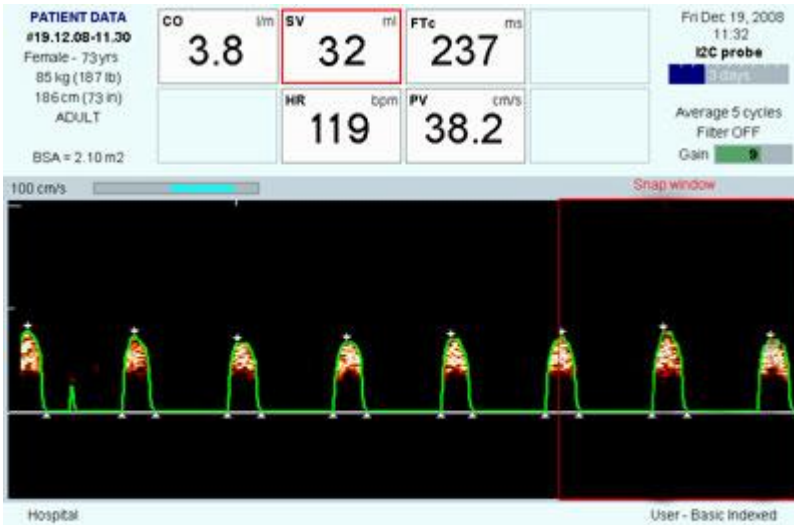 PATIENT DATA
#19.12.08-11.30
Female - 73yrs
85 kg (187 lb)
186cm (73 in)
ADULT
BSA = 2.10 m2
CO l/m
3.8
SV ml
32
FTc ms
237
HR bpm
119
PV cm/s
38.2
Fri Dec 19, 2008
11:32
I2C probe
9 days
Average 5 cycles
Filter OFF
Gain 9
100 cm/s
Snap window
Hospital
User - Basic Indexed